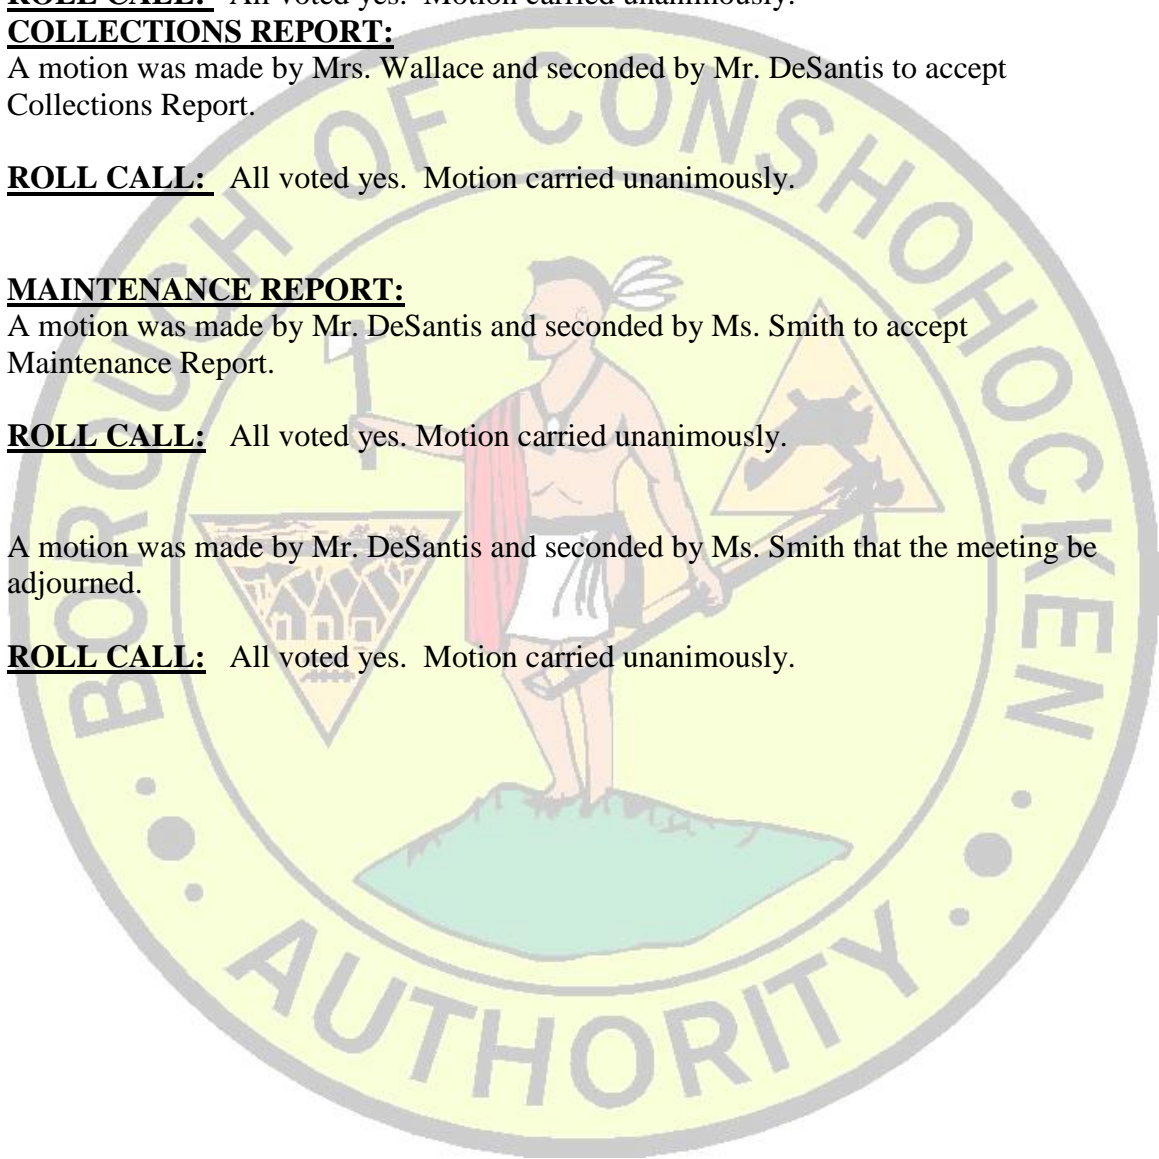 ROLL CALL: All voted yes. Motion carried unanimously.
COLLECTIONS REPORT:
A motion was made by Mrs. Wallace and seconded by Mr. DeSantis to accept
Collections Report.
ROLL CALL: All voted yes. Motion carried unanimously.
MAINTENANCE REPORT:
A motion was made by Mr. DeSantis and seconded by Ms. Smith to accept
Maintenance Report.
ROLL CALL: All voted yes. Motion carried unanimously.
A motion was made by Mr. DeSantis and seconded by Ms. Smith that the meeting be
adjourned.
ROLL CALL: All voted yes. Motion carried unanimously.
BOROUGH OF CONSHOHOCKEN
AUTHORITY